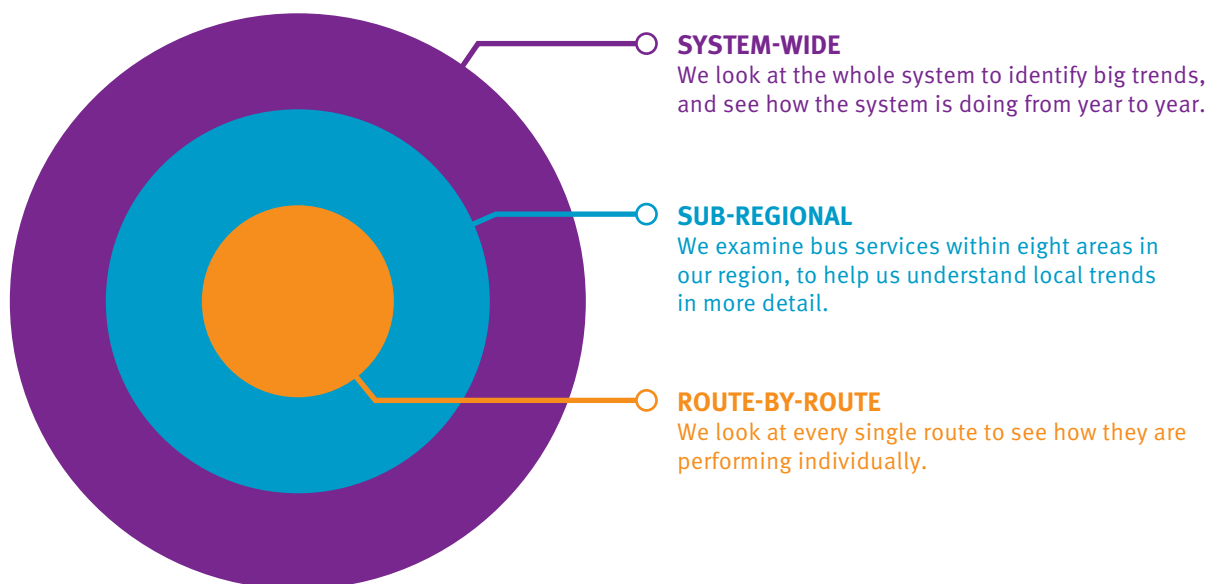 SYSTEM-WIDE
We look at the whole system to identify big trends,
and see how the system is doing from year to year.
SUB-REGIONAL
We examine bus services within eight areas in
our region, to help us understand local trends
in more detail.
ROUTE-BY-ROUTE
We look at every single route to see how they are
performing individually.